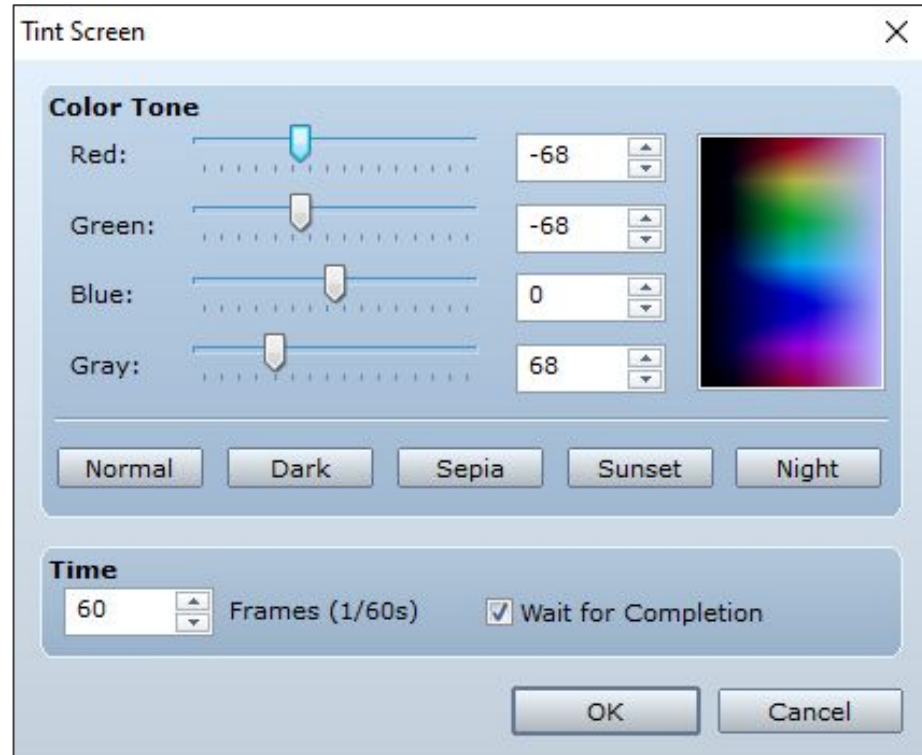 Tint Screen
Color Tone
Red: -68
Green: -68
Blue: 0
Gray: 68
Normal Dark Sepia Sunset Night
Time
60 Frames (1/60s) Wait for Completion
OK Cancel